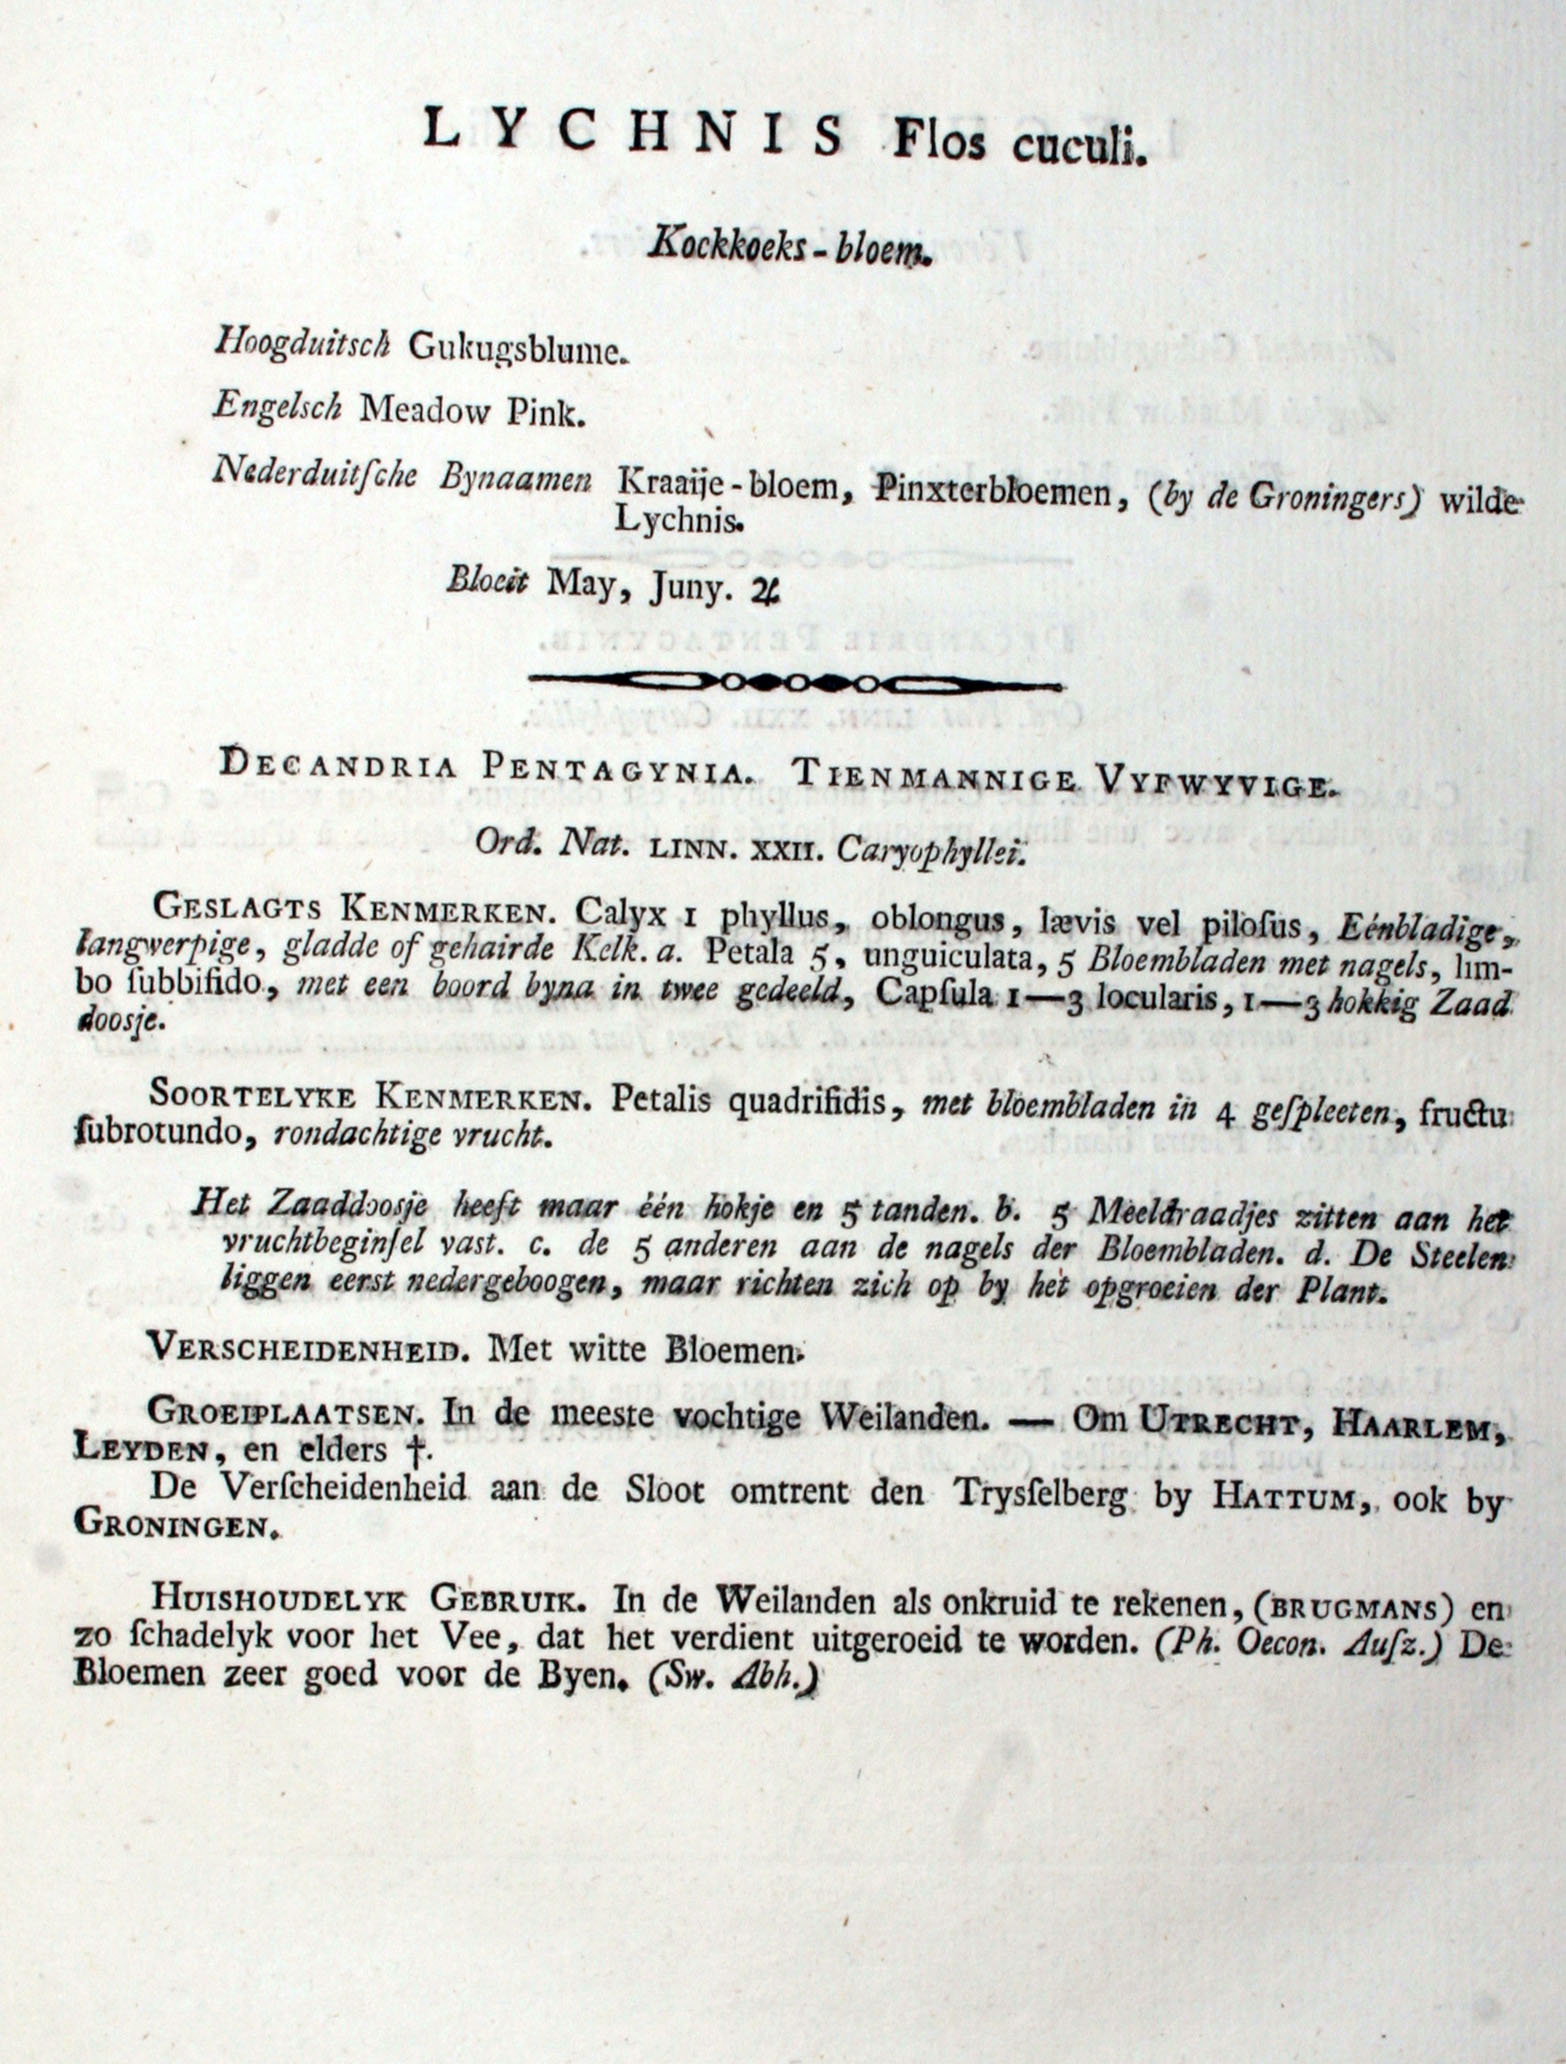 LYCHNIS Flos cuculi.
Kockkoeks-bloem.
Hoogduitsch Gukugsblume.
Engelsch Meadow Pink.
Nederduitſche Bynaamen Kraaije-bloem, Pinxterbloemen, (by de Groningers) wilde
Lychnis.
Bloeit May, Juny. ♃
DECANDRIA PENTAGYNIA. TIENMANNIGE VYFWYVIGE.
Ord. Nat. LINN. XXII. Caryophyllei.
GESLAGTS KENMERKEN. Calyx 1 phyllus, oblongus, lævis vel piloſus, Eénbladige,
langwerpige, gladde of gehairde Kelk. a. Petala 5, unguiculata, 5 Bloembladen met nagels, lim-
bo ſubbifido, met een boord byna in twee gedeeld, Capſula 1—3 locularis, 1—3 hokkig Zaad
doosje.
SOORTELYKE KENMERKEN. Petalis quadrifidis, met bloembladen in 4 geſpleeten, fructu
ſubrotundo, rondachtige vrucht.
Het Zaaddoosje heeft maar één hokje en 5 tanden. b. 5 Meeldraadjes zitten aan het
vruchtbeginſel vast. c. de 5 anderen aan de nagels der Bloembladen. d. De Steelen
liggen eerst nedergeboogen, maar richten zich op by het opgroeien der Plant.
VERSCHEIDENHEID. Met witte Bloemen.
GROEIPLAATSEN. In de meeste vochtige Weilanden. — Om UTRECHT, HAARLEM,
LEYDEN, en elders †.
De Verſcheidenheid aan de Sloot omtrent den Trysſelberg by HATTUM, ook by
GRONINGEN.
HUISHOUDELYK GEBRUIK. In de Weilanden als onkruid te rekenen, (BRUGMANS) en
zo ſchadelyk voor het Vee, dat het verdient uitgeroeid te worden. (Ph. Oecon. Auſz.) De
Bloemen zeer goed voor de Byen. (Sw. Abh.)